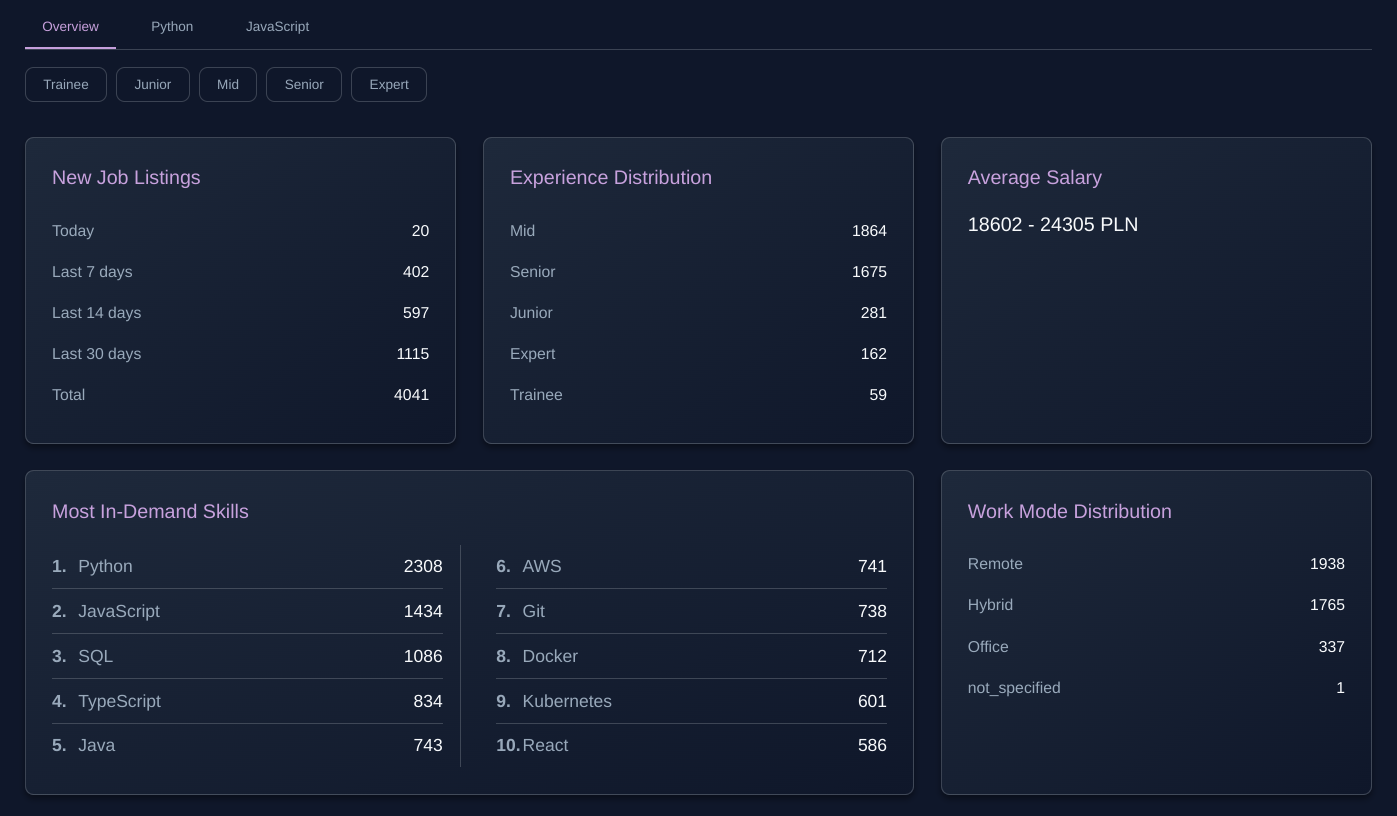 Overview Python JavaScript
Trainee Junior Mid Senior Expert
New Job Listings
Today 20
Last 7 days 402
Last 14 days 597
Last 30 days 1115
Total 4041
Experience Distribution
Mid 1864
Senior 1675
Junior 281
Expert 162
Trainee 59
Average Salary
18602 - 24305 PLN
Most In-Demand Skills
1. Python 2308
2. JavaScript 1434
3. SQL 1086
4. TypeScript 834
5. Java 743
6. AWS 741
7. Git 738
8. Docker 712
9. Kubernetes 601
10. React 586
Work Mode Distribution
Remote 1938
Hybrid 1765
Office 337
not_specified 1